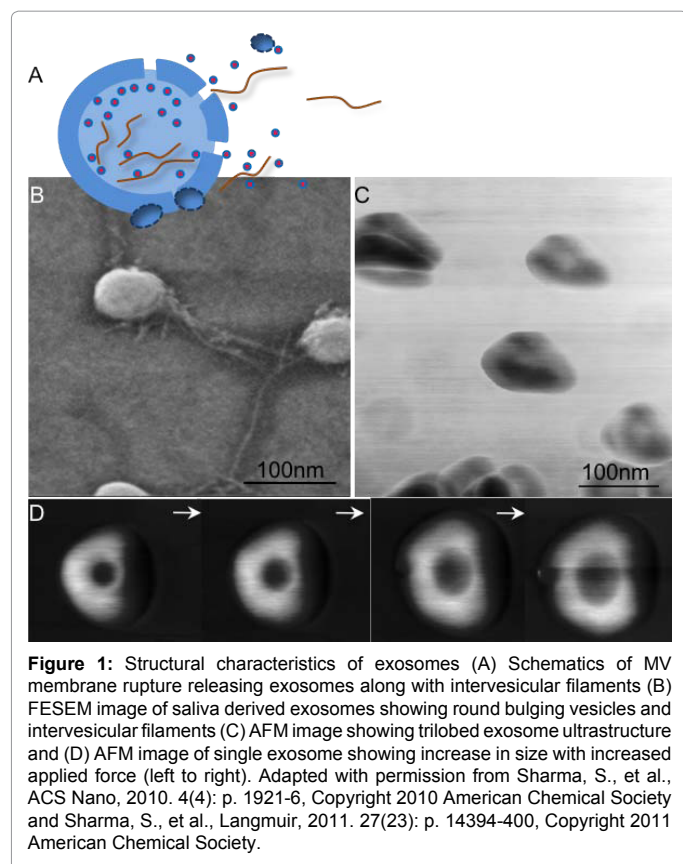 A
B
C
100nm
100nm
D
Figure 1: Structural characteristics of exosomes (A) Schematics of MV
membrane rupture releasing exosomes along with intervesicular filaments (B)
FESEM image of saliva derived exosomes showing round bulging vesicles and
intervesicular filaments (C) AFM image showing trilobed exosome ultrastructure
and (D) AFM image of single exosome showing increase in size with increased
applied force (left to right). Adapted with permission from Sharma, S., et al.,
ACS Nano, 2010. 4(4): p. 1921-6, Copyright 2010 American Chemical Society
and Sharma, S., et al., Langmuir, 2011. 27(23): p. 14394-400, Copyright 2011
American Chemical Society.